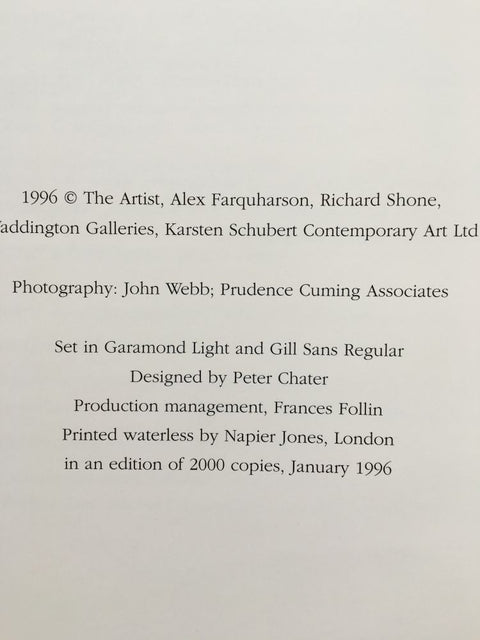 1996 © The Artist, Alex Farquharson, Richard Shone,
Waddington Galleries, Karsten Schubert Contemporary Art Ltd
Photography: John Webb; Prudence Cuming Associates
Set in Garamond Light and Gill Sans Regular
Designed by Peter Chater
Production management, Frances Follin
Printed waterless by Napier Jones, London
in an edition of 2000 copies, January 1996